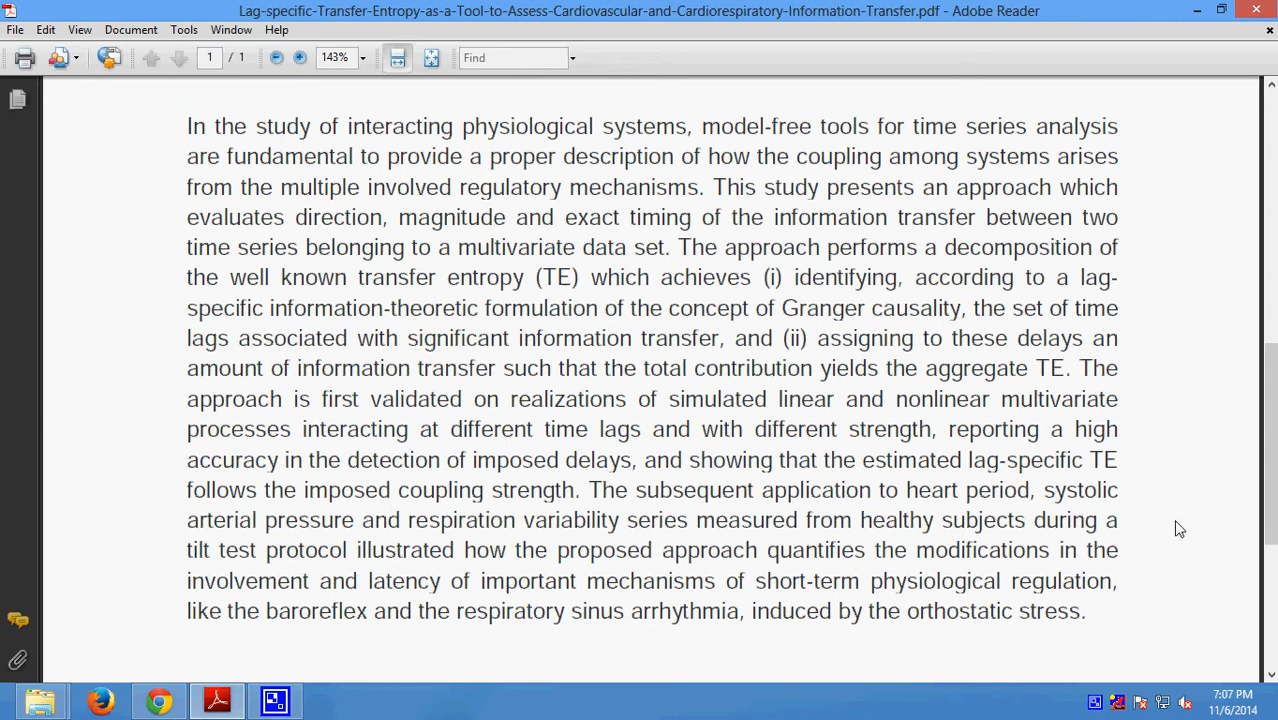 Lag-specific-Transfer-Entropy-as-a-Tool-to-Assess-Cardiovascular-and-Cardiorespiratory-Information-Transfer.pdf - Adobe Reader
File Edit View Document Tools Window Help
1 / 1 143% Find
In the study of interacting physiological systems, model-free tools for time series analysis
are fundamental to provide a proper description of how the coupling among systems arises
from the multiple involved regulatory mechanisms. This study presents an approach which
evaluates direction, magnitude and exact timing of the information transfer between two
time series belonging to a multivariate data set. The approach performs a decomposition of
the well known transfer entropy (TE) which achieves (i) identifying, according to a lag-
specific information-theoretic formulation of the concept of Granger causality, the set of time
lags associated with significant information transfer, and (ii) assigning to these delays an
amount of information transfer such that the total contribution yields the aggregate TE. The
approach is first validated on realizations of simulated linear and nonlinear multivariate
processes interacting at different time lags and with different strength, reporting a high
accuracy in the detection of imposed delays, and showing that the estimated lag-specific TE
follows the imposed coupling strength. The subsequent application to heart period, systolic
arterial pressure and respiration variability series measured from healthy subjects during a
tilt test protocol illustrated how the proposed approach quantifies the modifications in the
involvement and latency of important mechanisms of short-term physiological regulation,
like the baroreflex and the respiratory sinus arrhythmia, induced by the orthostatic stress.
7:07 PM
11/6/2014